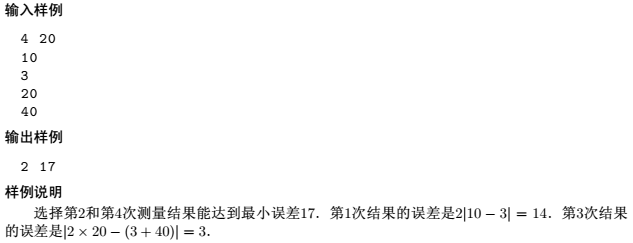 输入样例
4 20
10
3
20
40
输出样例
2 17
样例说明
选择第2和第4次测量结果能达到最小误差17. 第1次结果的误差是2|10 − 3| = 14. 第3次结果
的误差是|2 × 20 − (3 + 40)| = 3.